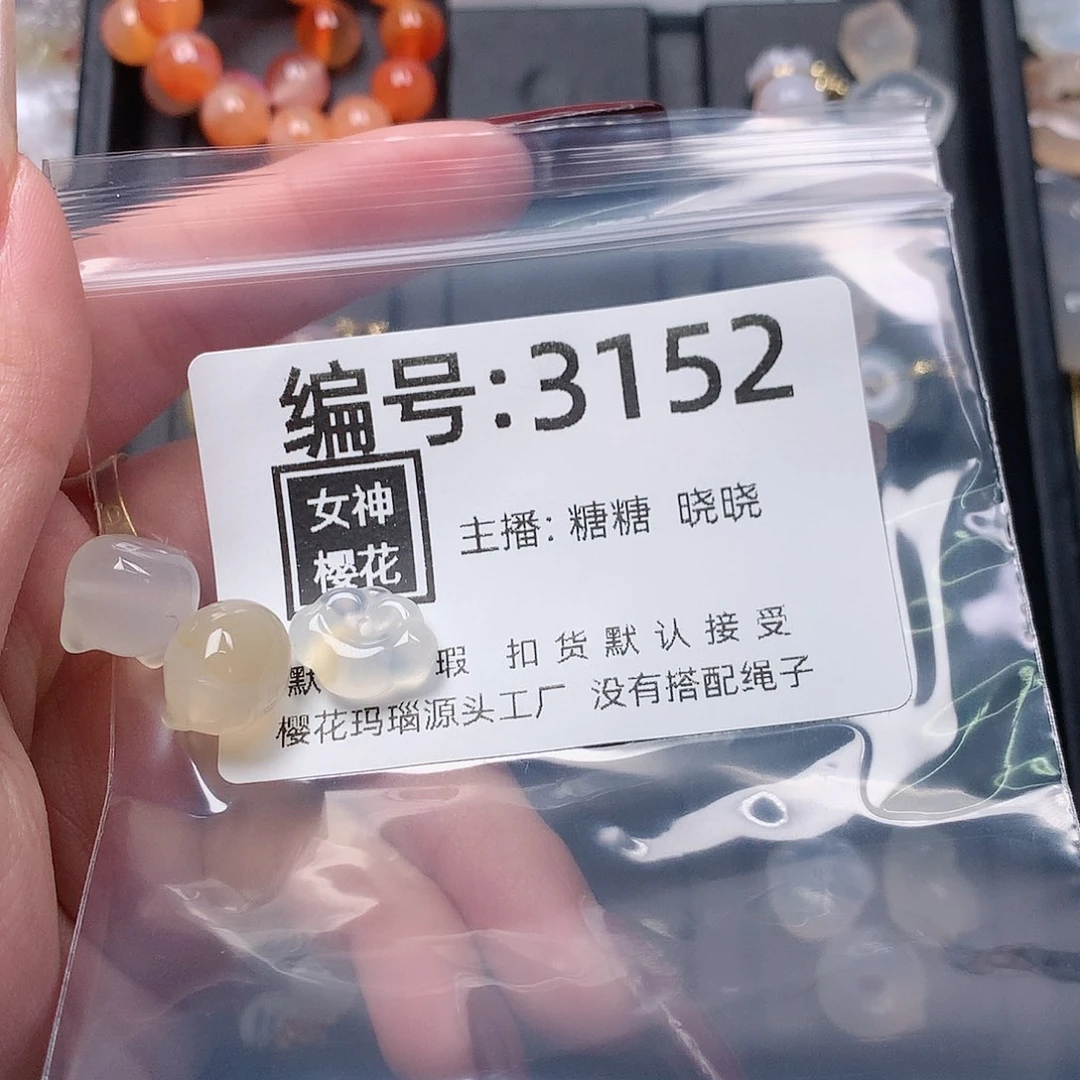 编号:3152
女神
樱花
主播: 糖糖 晓晓
默 瑕 扣货默认接受
樱花玛瑙源头工厂 没有搭配绳子